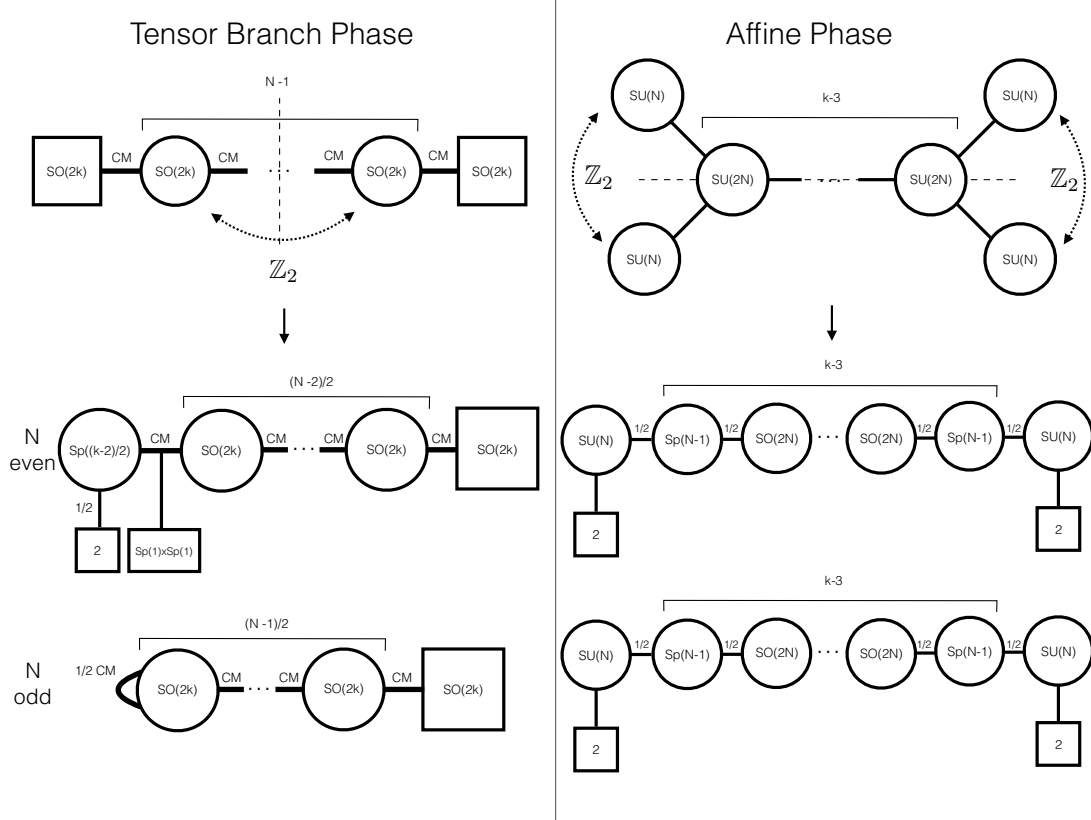 Tensor Branch Phase
N -1
SO(2k) CM SO(2k) CM ... CM SO(2k) CM SO(2k)
ℤ₂
N even
(N -2)/2
Sp((k-2)/2) CM SO(2k) CM ... CM SO(2k) CM SO(2k)
1/2
2 Sp(1)xSp(1)
N odd
(N -1)/2
1/2 CM SO(2k) CM ... CM SO(2k) CM SO(2k)
Affine Phase
SU(N) SU(N)
k-3
ℤ₂ SU(2N) ... SU(2N) ℤ₂
SU(N) SU(N)
k-3
SU(N) 1/2 Sp(N-1) 1/2 SO(2N) ... SO(2N) 1/2 Sp(N-1) 1/2 SU(N)
2 2
k-3
SU(N) 1/2 Sp(N-1) 1/2 SO(2N) ... SO(2N) 1/2 Sp(N-1) 1/2 SU(N)
2 2